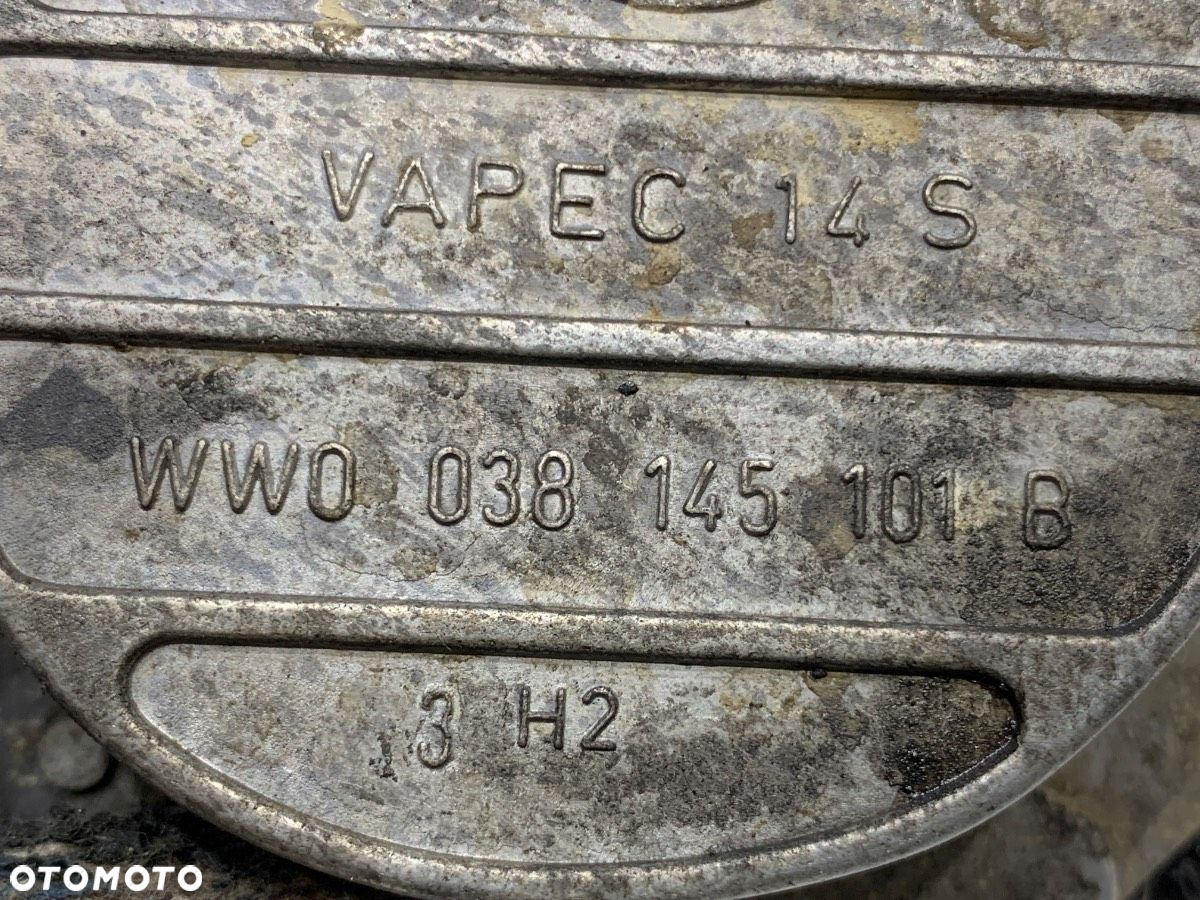 VAPEC 14 S
WWO 038 145 101 B
3 H2
OTOMOTO